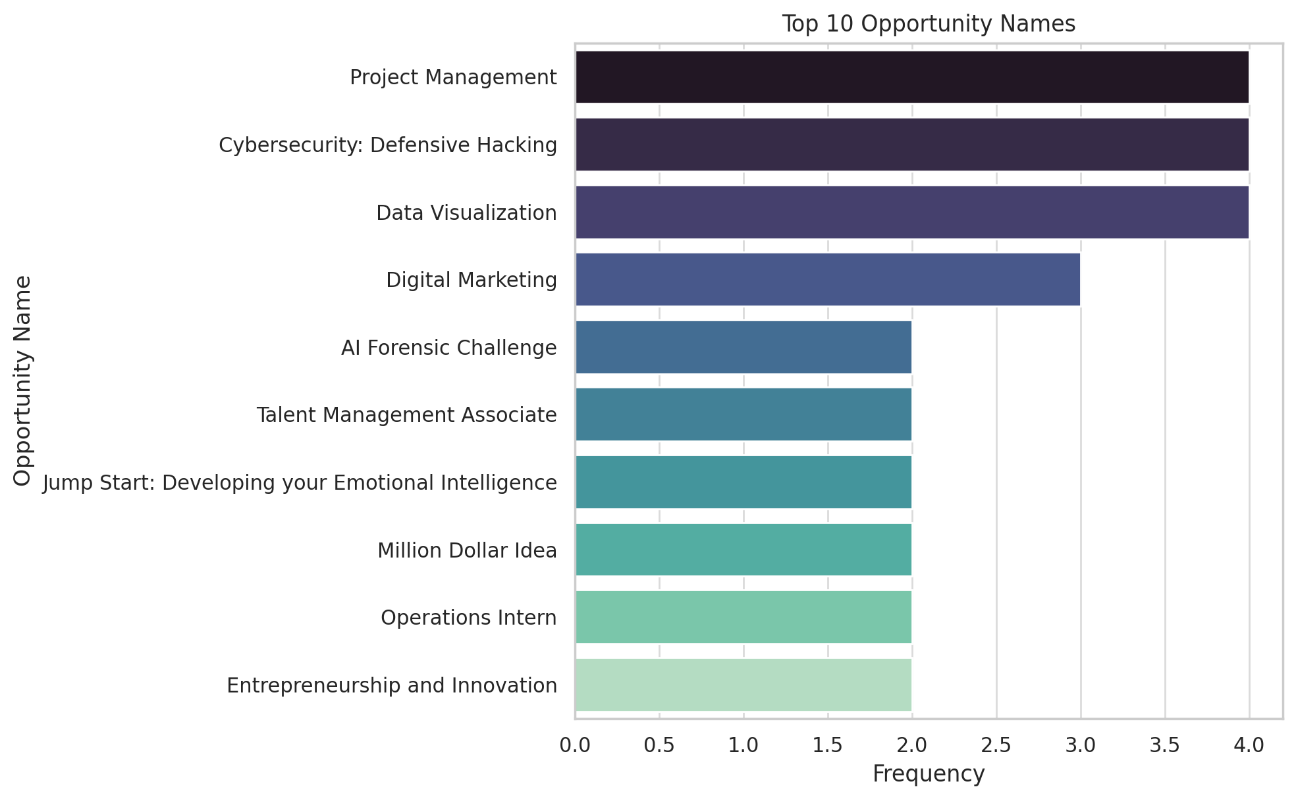 Top 10 Opportunity Names
Opportunity Name
Project Management
Cybersecurity: Defensive Hacking
Data Visualization
Digital Marketing
AI Forensic Challenge
Talent Management Associate
Jump Start: Developing your Emotional Intelligence
Million Dollar Idea
Operations Intern
Entrepreneurship and Innovation
0.0 0.5 1.0 1.5 2.0 2.5 3.0 3.5 4.0
Frequency